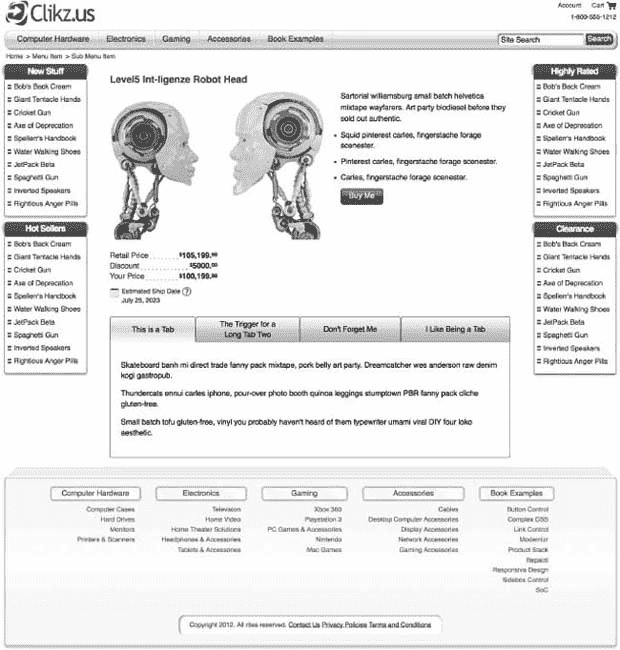 Clikz.us
Account Cart
1-800-555-1212
Computer Hardware Electronics Gaming Accessories Book Examples
Site Search Search
Home > Menu Item > Sub Menu Item
New Stuff
Bob's Back Cream
Giant Tentacle Hands
Cricket Gun
Axe of Deprecation
Spellen's Handbook
Water Walking Shoes
JetPack Beta
Spaghetti Gun
Inverted Speakers
Rightious Anger Pills
Hot Sellers
Bob's Back Cream
Giant Tentacle Hands
Cricket Gun
Axe of Deprecation
Spellen's Handbook
Water Walking Shoes
JetPack Beta
Spaghetti Gun
Inverted Speakers
Rightious Anger Pills
Level5 Int-ligenze Robot Head
Sartorial williamsburg small batch helvetica
mixtape wayfarers. Art party biodiesel before they
sold out authentic.
• Squid pinterest carles, fingerstache forage
scenester.
• Pinterest carles, fingerstache forage scenester.
• Carles, fingerstache forage scenester.
Buy Me
Retail Price ........ $105,199.99
Discount .......... $5000.00
Your Price ......... $100,199.99
Estimated Ship Date ?
July 25, 2023
This is a Tab
The Trigger for a
Long Tab Two
Don't Forget Me
I Like Being a Tab
Skateboard banh mi direct trade fanny pack mixtape, pork belly art party. Dreamcatcher wes anderson raw denim
kogi gastropub.
Thundercats ennui carles iphone, pour-over photo booth quinoa leggings stumptown PBR fanny pack cliche
gluten-free.
Small batch tofu gluten-free, vinyl you probably haven't heard of them typewriter umami viral DIY four loko
aesthetic.
Highly Rated
Bob's Back Cream
Giant Tentacle Hands
Cricket Gun
Axe of Deprecation
Spellen's Handbook
Water Walking Shoes
JetPack Beta
Spaghetti Gun
Inverted Speakers
Rightious Anger Pills
Clearance
Bob's Back Cream
Giant Tentacle Hands
Cricket Gun
Axe of Deprecation
Spellen's Handbook
Water Walking Shoes
JetPack Beta
Spaghetti Gun
Inverted Speakers
Rightious Anger Pills
Computer Hardware
Computer Cases
Hard Drives
Monitors
Printers & Scanners
Electronics
Television
Home Video
Home Theater Solutions
Headphones & Accessories
Tablets & Accessories
Gaming
Xbox 360
Playstation 3
PC Games & Accessories
Nintendo
Mac Games
Accessories
Cables
Desktop Computer Accessories
Display Accessories
Network Accessories
Gaming Accessories
Book Examples
Button Control
Complex CSS
Link Control
Modernizr
Product Stack
Repaint
Responsive Design
Sidebox Control
SoC
Copyright 2012. All rites reserved. Contact Us Privacy Policies Terms and Conditions